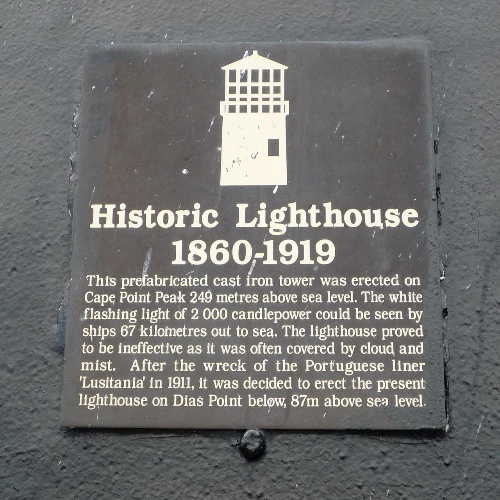 Historic Lighthouse
1860-1919
This prefabricated cast iron tower was erected on
Cape Point Peak 249 metres above sea level. The white
flashing light of 2 000 candlepower could be seen by
ships 67 kilometres out to sea. The lighthouse proved
to be ineffective as it was often covered by cloud and
mist. After the wreck of the Portuguese liner
'Lusitania' in 1911, it was decided to erect the present
lighthouse on Dias Point below, 87m above sea level.